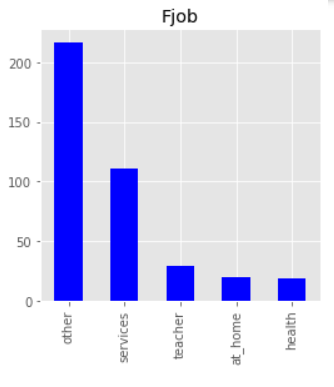 Fjob
200
150
100
50
0
other
services
teacher
at_home
health